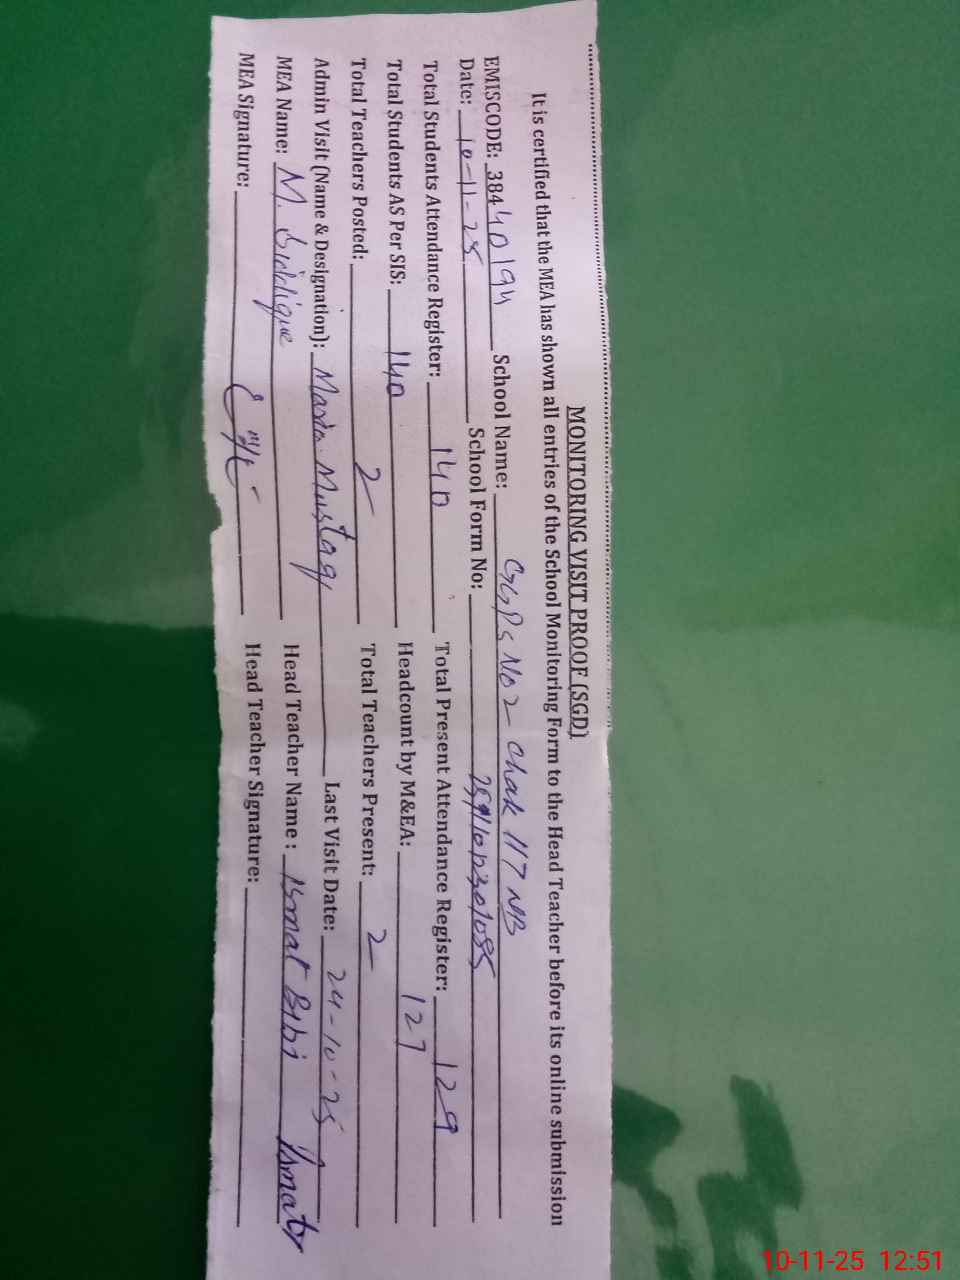 MONITORING VISIT PROOF (SGD)
It is certified that the MEA has shown all entries of the School Monitoring Form to the Head Teacher before its online submission
EMISCODE: 38440194 School Name: GGPS No 2 Chak 117 NB
Date: 10-11-25 School Form No:
Total Students Attendance Register: 140 Total Present Attendance Register: 129
Total Students AS Per SIS: 140 Headcount by M&EA: 127
Total Teachers Posted: 2 Total Teachers Present: 2
Admin Visit (Name & Designation): Mustaq Last Visit Date: 24-10-25
MEA Name: M. Siddique Head Teacher Name : Ismat Bibi Ismat
MEA Signature: Head Teacher Signature:
10-11-25 12:51